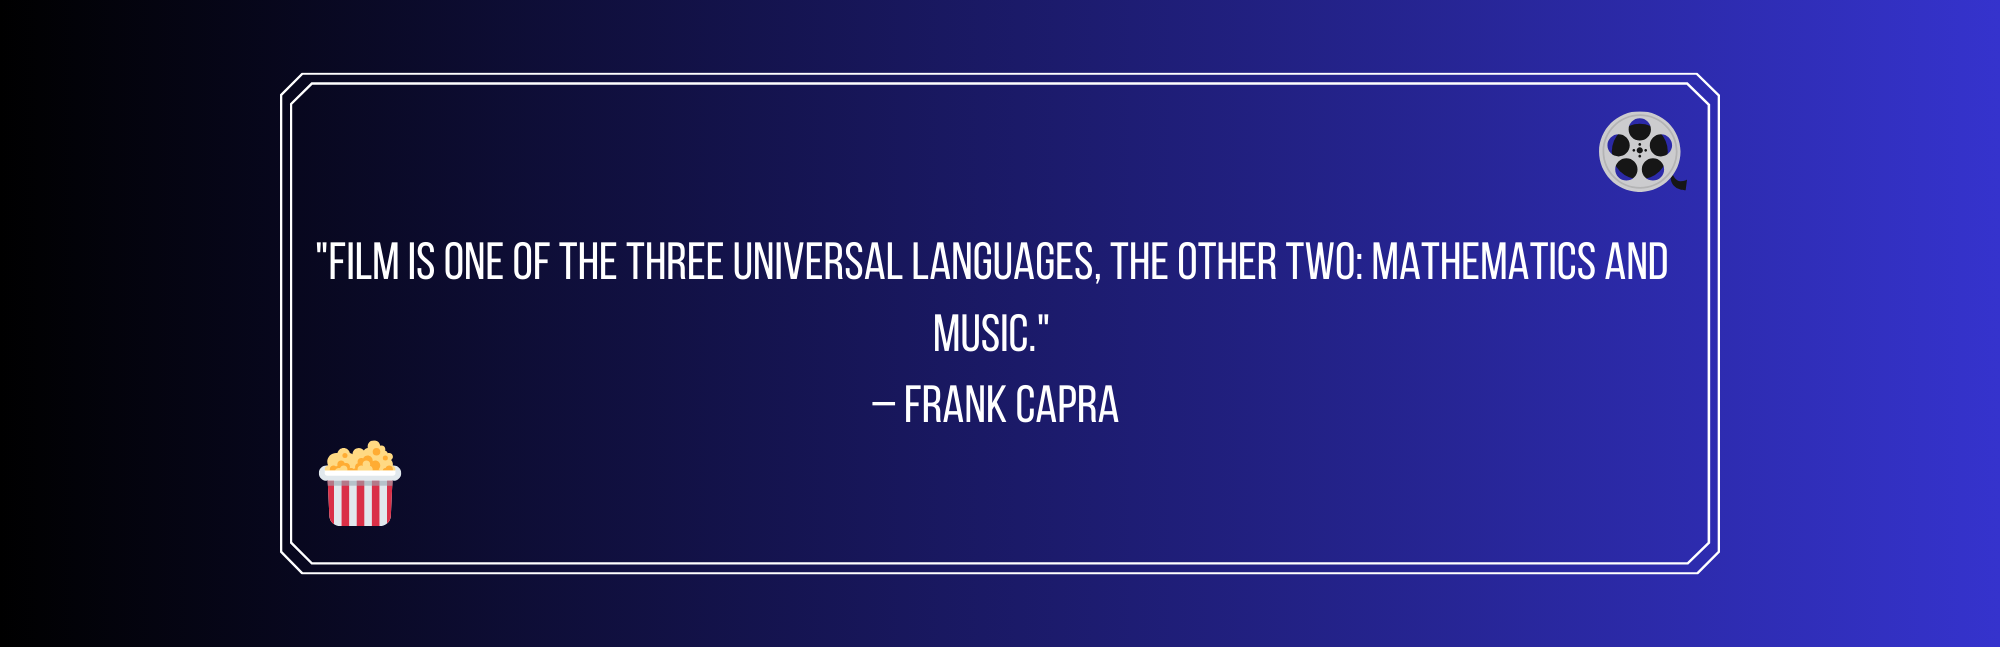 "FILM IS ONE OF THE THREE UNIVERSAL LANGUAGES, THE OTHER TWO: MATHEMATICS AND
MUSIC."
– FRANK CAPRA